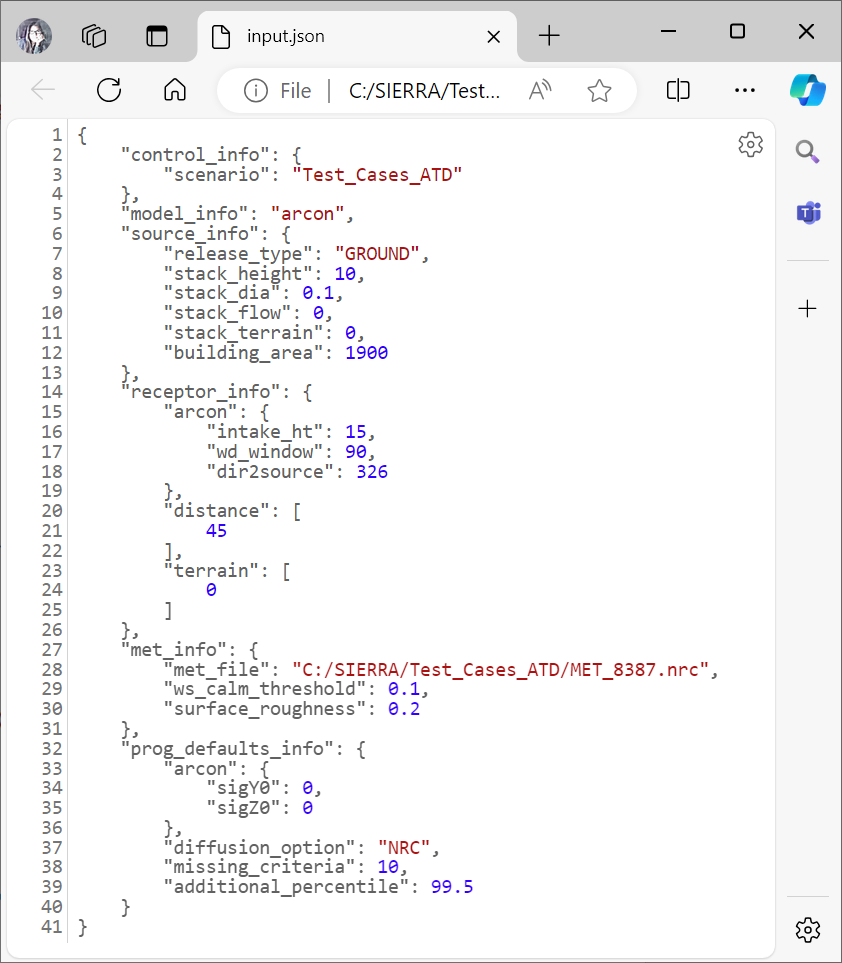 input.json
File | C:/SIERRA/Test...
1 {
2     "control_info": {
3         "scenario": "Test_Cases_ATD"
4     },
5     "model_info": "arcon",
6     "source_info": {
7         "release_type": "GROUND",
8         "stack_height": 10,
9         "stack_dia": 0.1,
10         "stack_flow": 0,
11         "stack_terrain": 0,
12         "building_area": 1900
13     },
14     "receptor_info": {
15         "arcon": {
16             "intake_ht": 15,
17             "wd_window": 90,
18             "dir2source": 326
19         },
20         "distance": [
21             45
22         ],
23         "terrain": [
24             0
25         ]
26     },
27     "met_info": {
28         "met_file": "C:/SIERRA/Test_Cases_ATD/MET_8387.nrc",
29         "ws_calm_threshold": 0.1,
30         "surface_roughness": 0.2
31     },
32     "prog_defaults_info": {
33         "arcon": {
34             "sigY0": 0,
35             "sigZ0": 0
36         },
37         "diffusion_option": "NRC",
38         "missing_criteria": 10,
39         "additional_percentile": 99.5
40     }
41 }